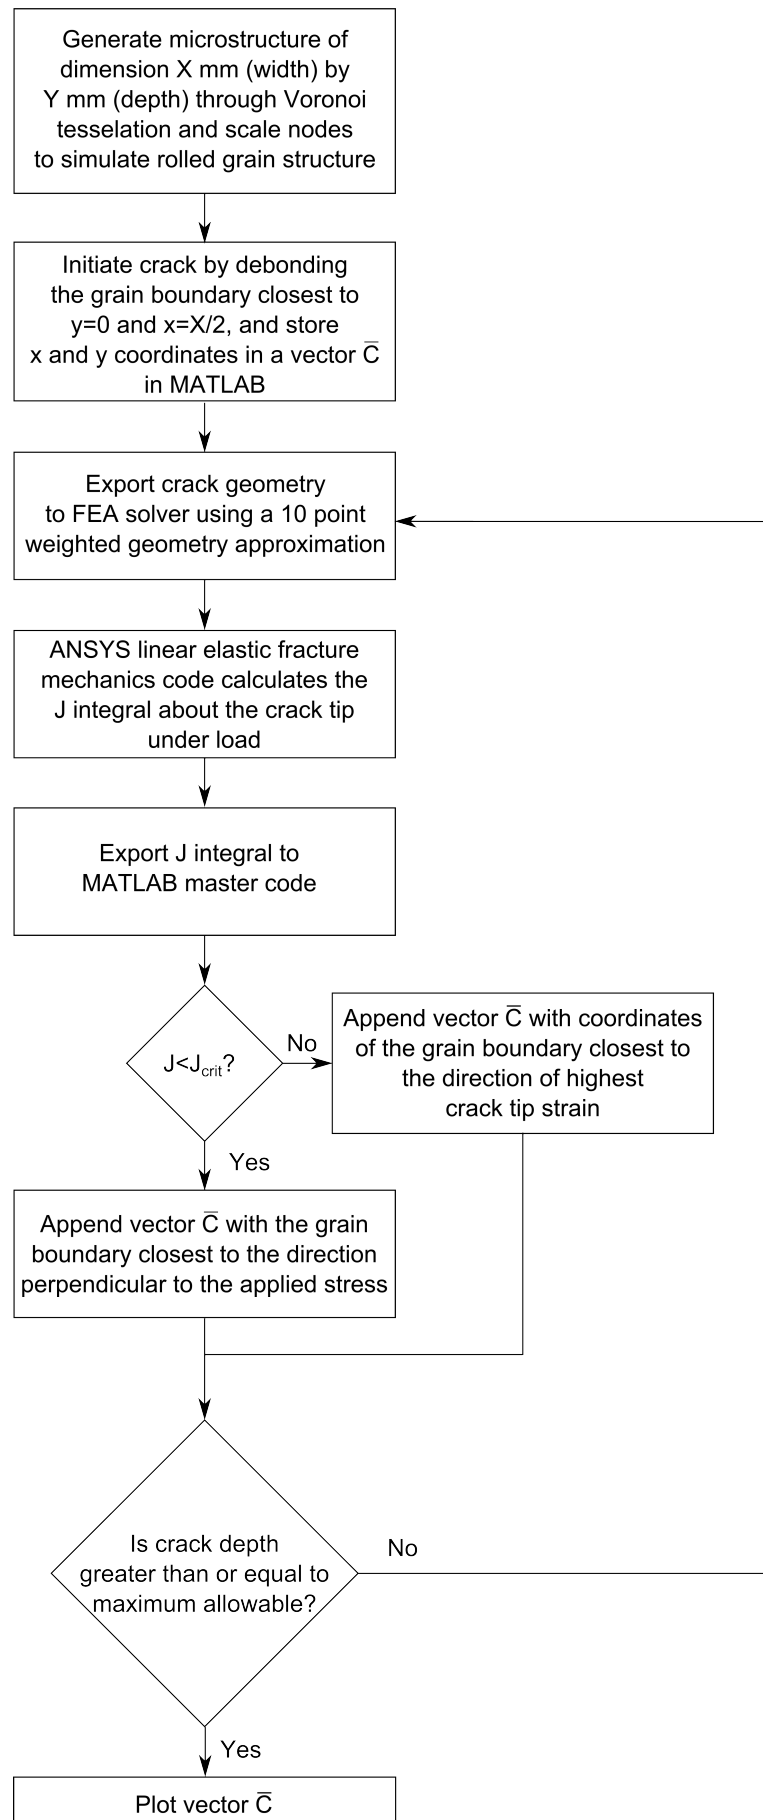 Generate microstructure of
dimension X mm (width) by
Y mm (depth) through Voronoi
tesselation and scale nodes
to simulate rolled grain structure
Initiate crack by debonding
the grain boundary closest to
y=0 and x=X/2, and store
x and y coordinates in a vector C̅
in MATLAB
Export crack geometry
to FEA solver using a 10 point
weighted geometry approximation
ANSYS linear elastic fracture
mechanics code calculates the
J integral about the crack tip
under load
Export J integral to
MATLAB master code
J<Jcrit?
No
Append vector C̅ with coordinates
of the grain boundary closest to
the direction of highest
crack tip strain
Yes
Append vector C̅ with the grain
boundary closest to the direction
perpendicular to the applied stress
Is crack depth
greater than or equal to
maximum allowable?
No
Yes
Plot vector C̅